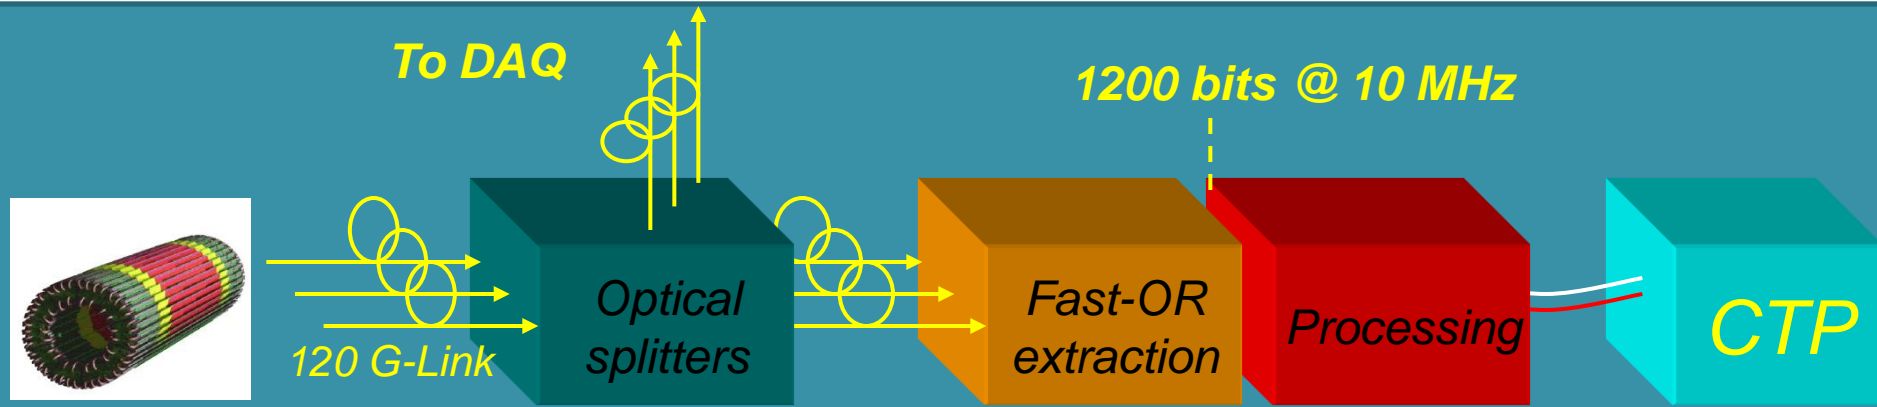 To DAQ
1200 bits @ 10 MHz
120 G-Link
Optical
splitters
Fast-OR
extraction
Processing
CTP